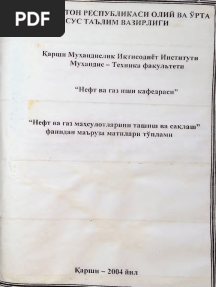 PDF
ТОН РЕСПУБЛИКАСИ ОЛИЙ ВА ЎРТА
СУС ТАЪЛИМ ВАЗИРЛИГИ
Қарши Муҳандислик Иқтисодиёт Институти
Муҳандис – Техника факультети
"Нефт ва газ иши кафедраси"
"Нефт ва газ маҳсулотларини ташиш ва сақлаш"
фанидан маъруза матнлари тўплами
Қарши – 2004 йил